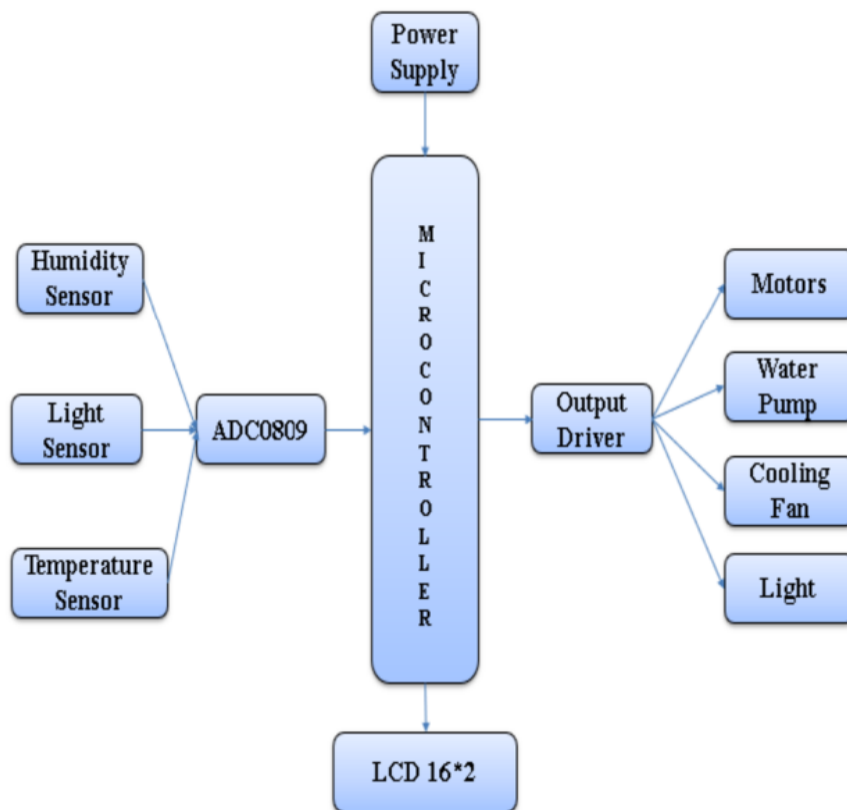 Power
Supply
MICROCONTROLLER
Humidity
Sensor
Light
Sensor
Temperature
Sensor
ADC0809
Output
Driver
Motors
Water
Pump
Cooling
Fan
Light
LCD 16*2